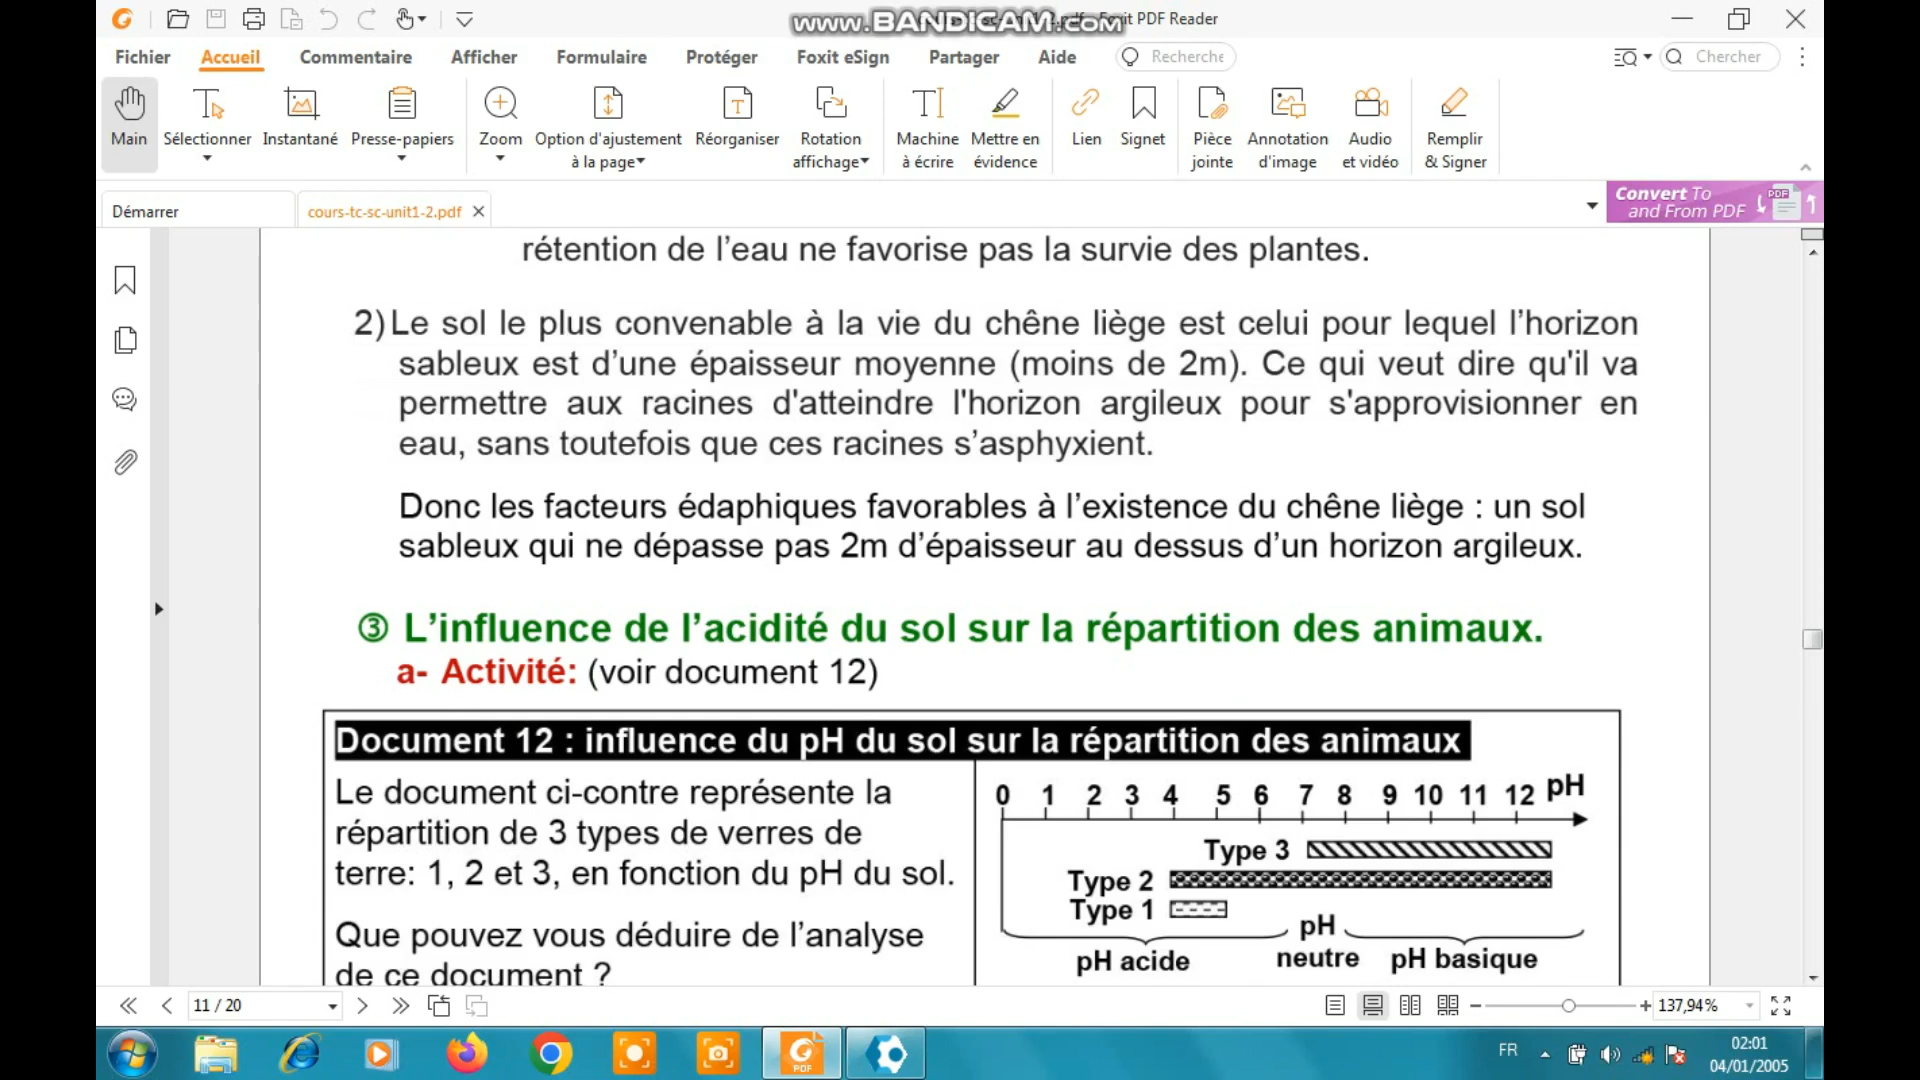 www.BANDICAM.com
Foxit PDF Reader
Fichier Accueil Commentaire Afficher Formulaire Protéger Foxit eSign Partager Aide Recherche Chercher
Main Sélectionner Instantané Presse-papiers Zoom Option d'ajustement à la page Réorganiser Rotation affichage Machine à écrire Mettre en évidence Lien Signet Pièce jointe Annotation d'image Audio et vidéo Remplir & Signer
Démarrer cours-tc-sc-unit1-2.pdf
Convert To PDF
and From PDF
rétention de l'eau ne favorise pas la survie des plantes.
2) Le sol le plus convenable à la vie du chêne liège est celui pour lequel l'horizon
sableux est d'une épaisseur moyenne (moins de 2m). Ce qui veut dire qu'il va
permettre aux racines d'atteindre l'horizon argileux pour s'approvisionner en
eau, sans toutefois que ces racines s'asphyxient.
Donc les facteurs édaphiques favorables à l'existence du chêne liège : un sol
sableux qui ne dépasse pas 2m d'épaisseur au dessus d'un horizon argileux.
③ L'influence de l'acidité du sol sur la répartition des animaux.
a- Activité: (voir document 12)
Document 12 : influence du pH du sol sur la répartition des animaux
Le document ci-contre représente la
répartition de 3 types de verres de
terre: 1, 2 et 3, en fonction du pH du sol.
Que pouvez vous déduire de l'analyse
de ce document ?
0 1 2 3 4 5 6 7 8 9 10 11 12 pH
Type 3
Type 2
Type 1
pH acide
pH neutre
pH basique
11 / 20 137,94%
PDF
FR 02:01
04/01/2005